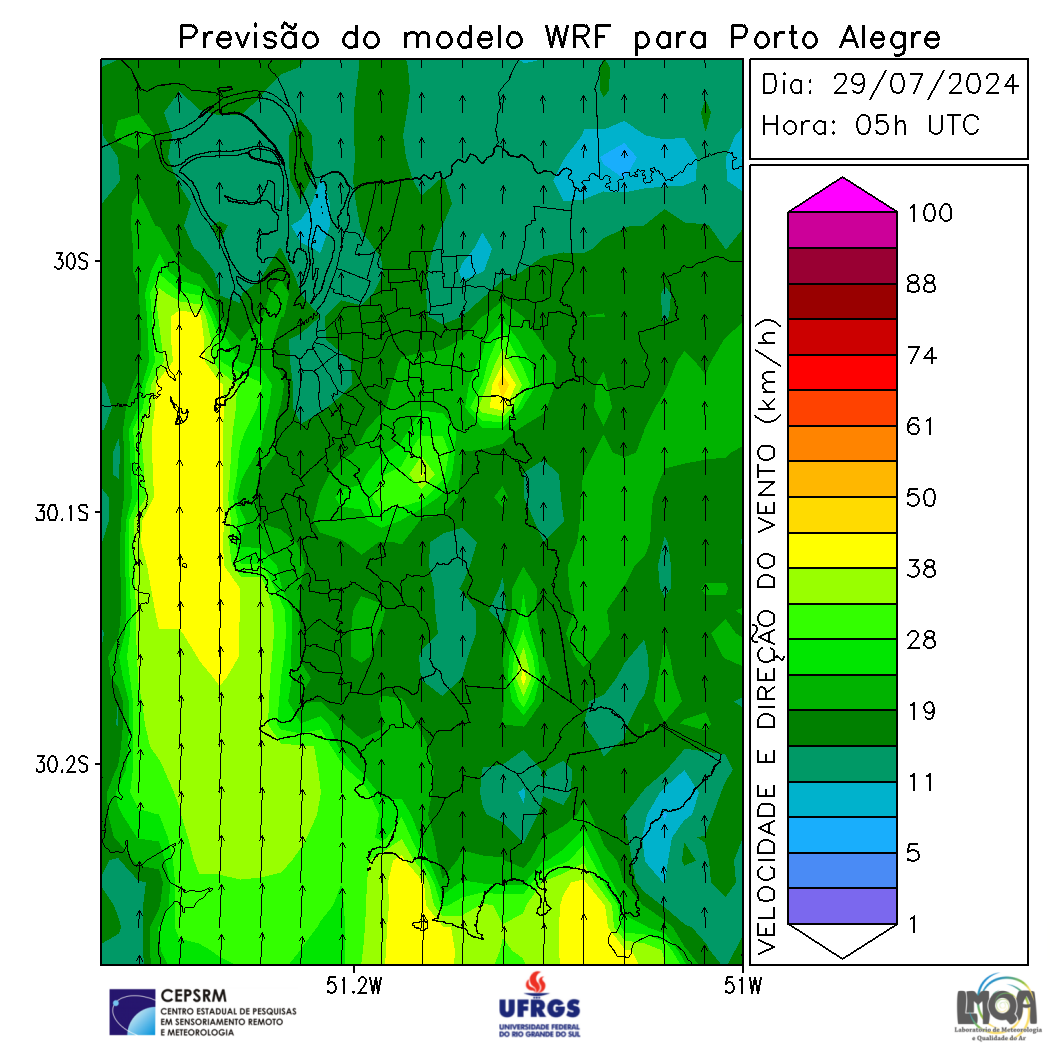 Previsão do modelo WRF para Porto Alegre
Dia: 29/07/2024
Hora: 05h UTC
30S
30.1S
30.2S
51.2W
51W
VELOCIDADE E DIREÇÃO DO VENTO (km/h)
100
88
74
61
50
38
28
19
11
5
1
CEPSRM
CENTRO ESTADUAL DE PESQUISAS
EM SENSORIAMENTO REMOTO
E METEOROLOGIA
UFRGS
UNIVERSIDADE FEDERAL
DO RIO GRANDE DO SUL
LMQA
Laboratório de Meteorologia
e Qualidade do Ar